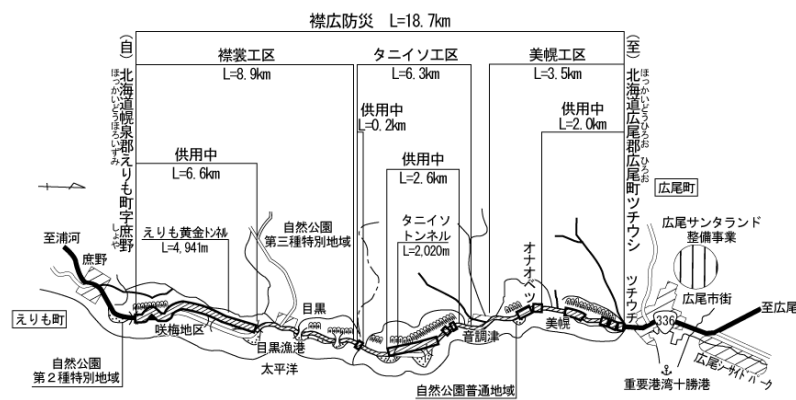 襟広防災 L=18.7km
(自)北海道幌泉郡えりも町字庶野
ほっかいどうほろいずみ
しょや
(至)北海道広尾郡広尾町ツチウシ
ほっかいどうひろお
ひろお
襟裳工区
L=8.9km
タニイソ工区
L=6.3km
美幌工区
L=3.5km
供用中
L=0.2km
供用中
L=2.0km
供用中
L=6.6km
供用中
L=2.6km
えりも黄金トンネル
L=4,941m
自然公園
第三種特別地域
タニイソ
トンネル
L=2,020m
オナオベツ
ツチウシ
広尾町
広尾サンタランド
整備事業
広尾市街
至広尾
336
至浦河
庶野
えりも町
咲梅地区
目黒
目黒漁港
太平洋
音調津
美幌
自然公園
第2種特別地域
自然公園普通地域
重要港湾十勝港
広尾シーサイドパーク